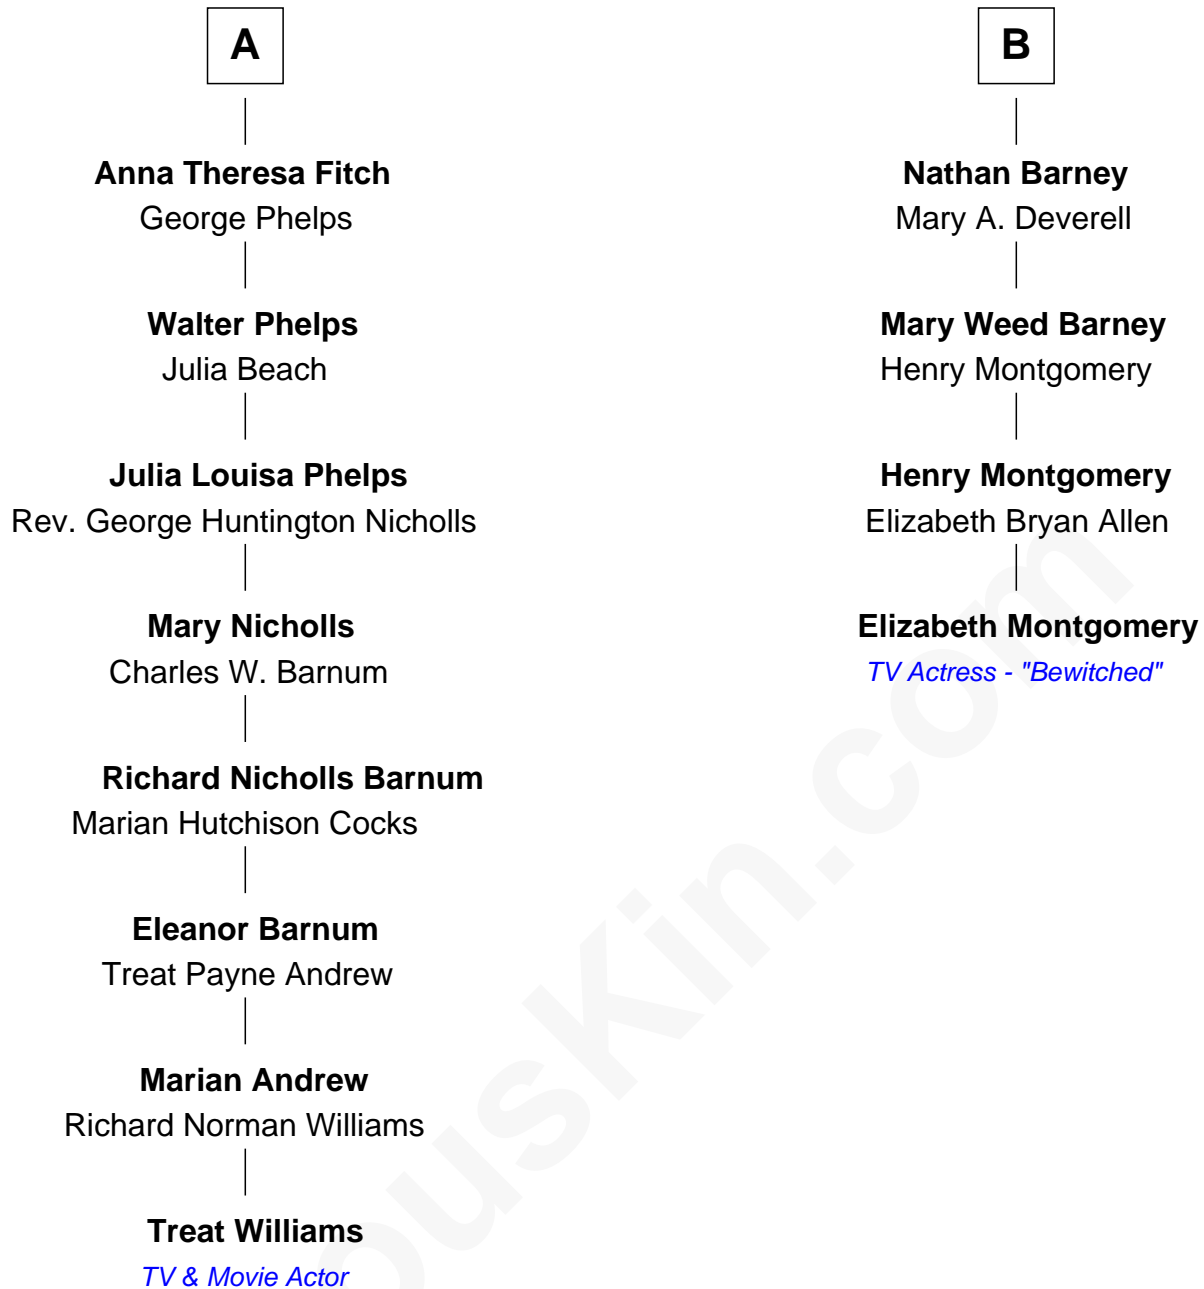 A
Anna Theresa Fitch
George Phelps
Walter Phelps
Julia Beach
Julia Louisa Phelps
Rev. George Huntington Nicholls
Mary Nicholls
Charles W. Barnum
Richard Nicholls Barnum
Marian Hutchison Cocks
Eleanor Barnum
Treat Payne Andrew
Marian Andrew
Richard Norman Williams
Treat Williams
TV & Movie Actor
B
Nathan Barney
Mary A. Deverell
Mary Weed Barney
Henry Montgomery
Henry Montgomery
Elizabeth Bryan Allen
Elizabeth Montgomery
TV Actress - "Bewitched"
ousKin.com